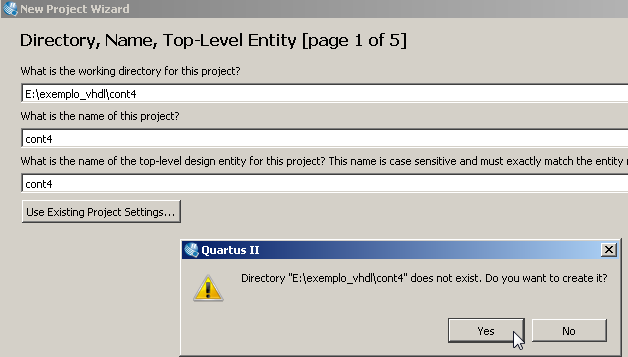 New Project Wizard
Directory, Name, Top-Level Entity [page 1 of 5]
What is the working directory for this project?
E:\exemplo_vhdl\cont4
What is the name of this project?
cont4
What is the name of the top-level design entity for this project? This name is case sensitive and must exactly match the entity
cont4
Use Existing Project Settings...
Quartus II
Directory "E:\exemplo_vhdl\cont4" does not exist. Do you want to create it?
Yes
No